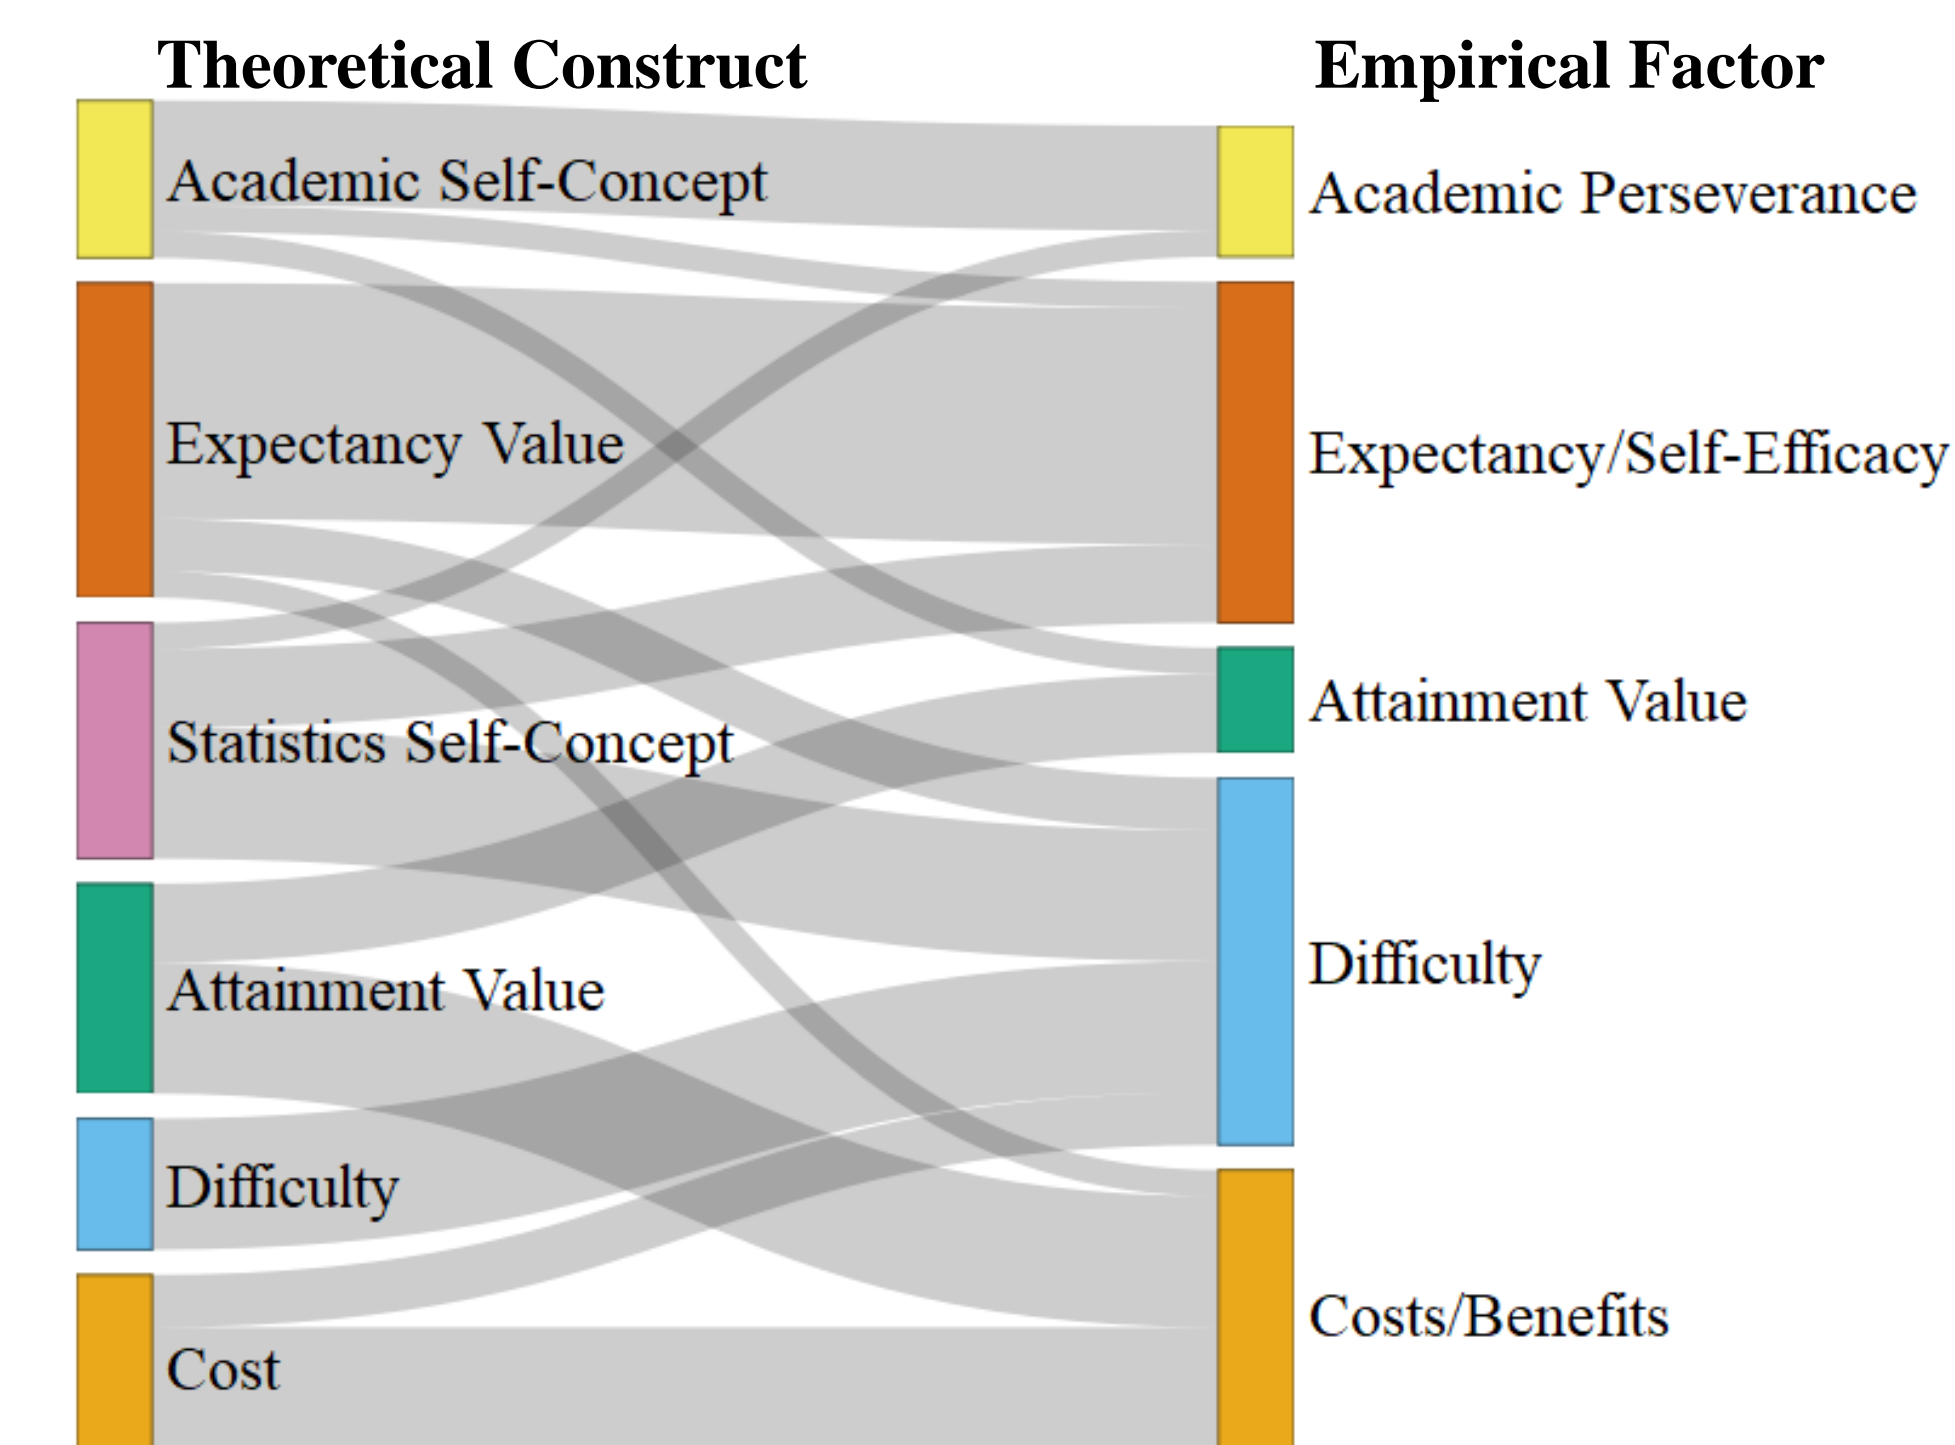 Theoretical Construct
Empirical Factor
Academic Self-Concept
Expectancy Value
Statistics Self-Concept
Attainment Value
Difficulty
Cost
Academic Perseverance
Expectancy/Self-Efficacy
Attainment Value
Difficulty
Costs/Benefits